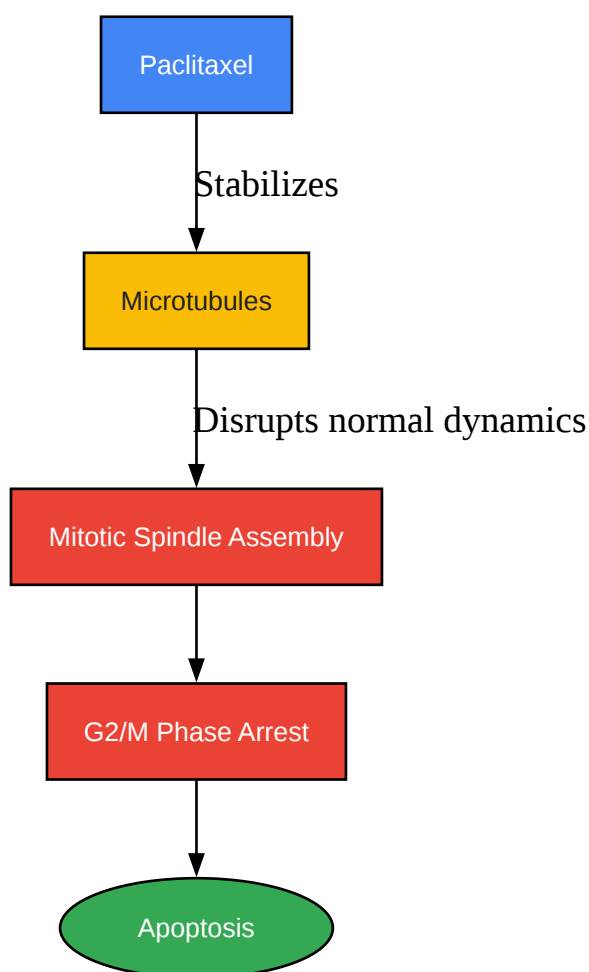 Paclitaxel
Stabilizes
Microtubules
Disrupts normal dynamics
Mitotic Spindle Assembly
G2/M Phase Arrest
Apoptosis